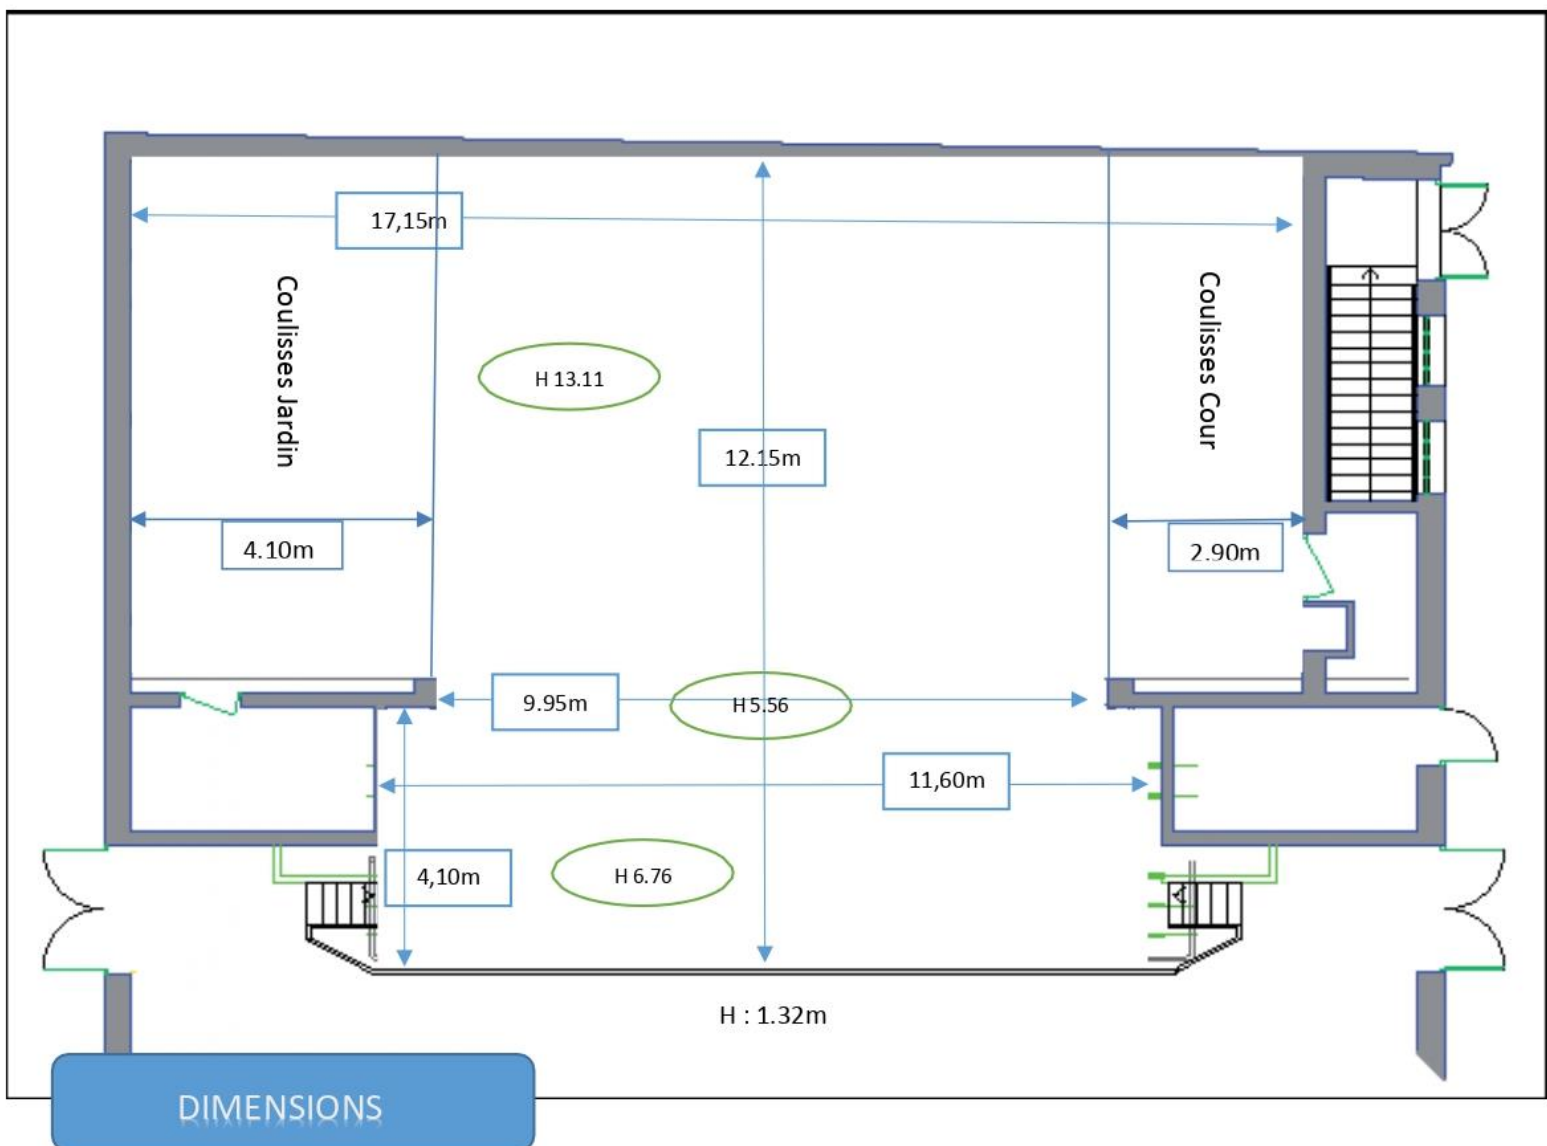 17,15m
Coulisses Jardin
Coulisses Cour
H 13.11
12.15m
4.10m
2.90m
9.95m
H 5.56
11,60m
4,10m
H 6.76
H : 1.32m
DIMENSIONS